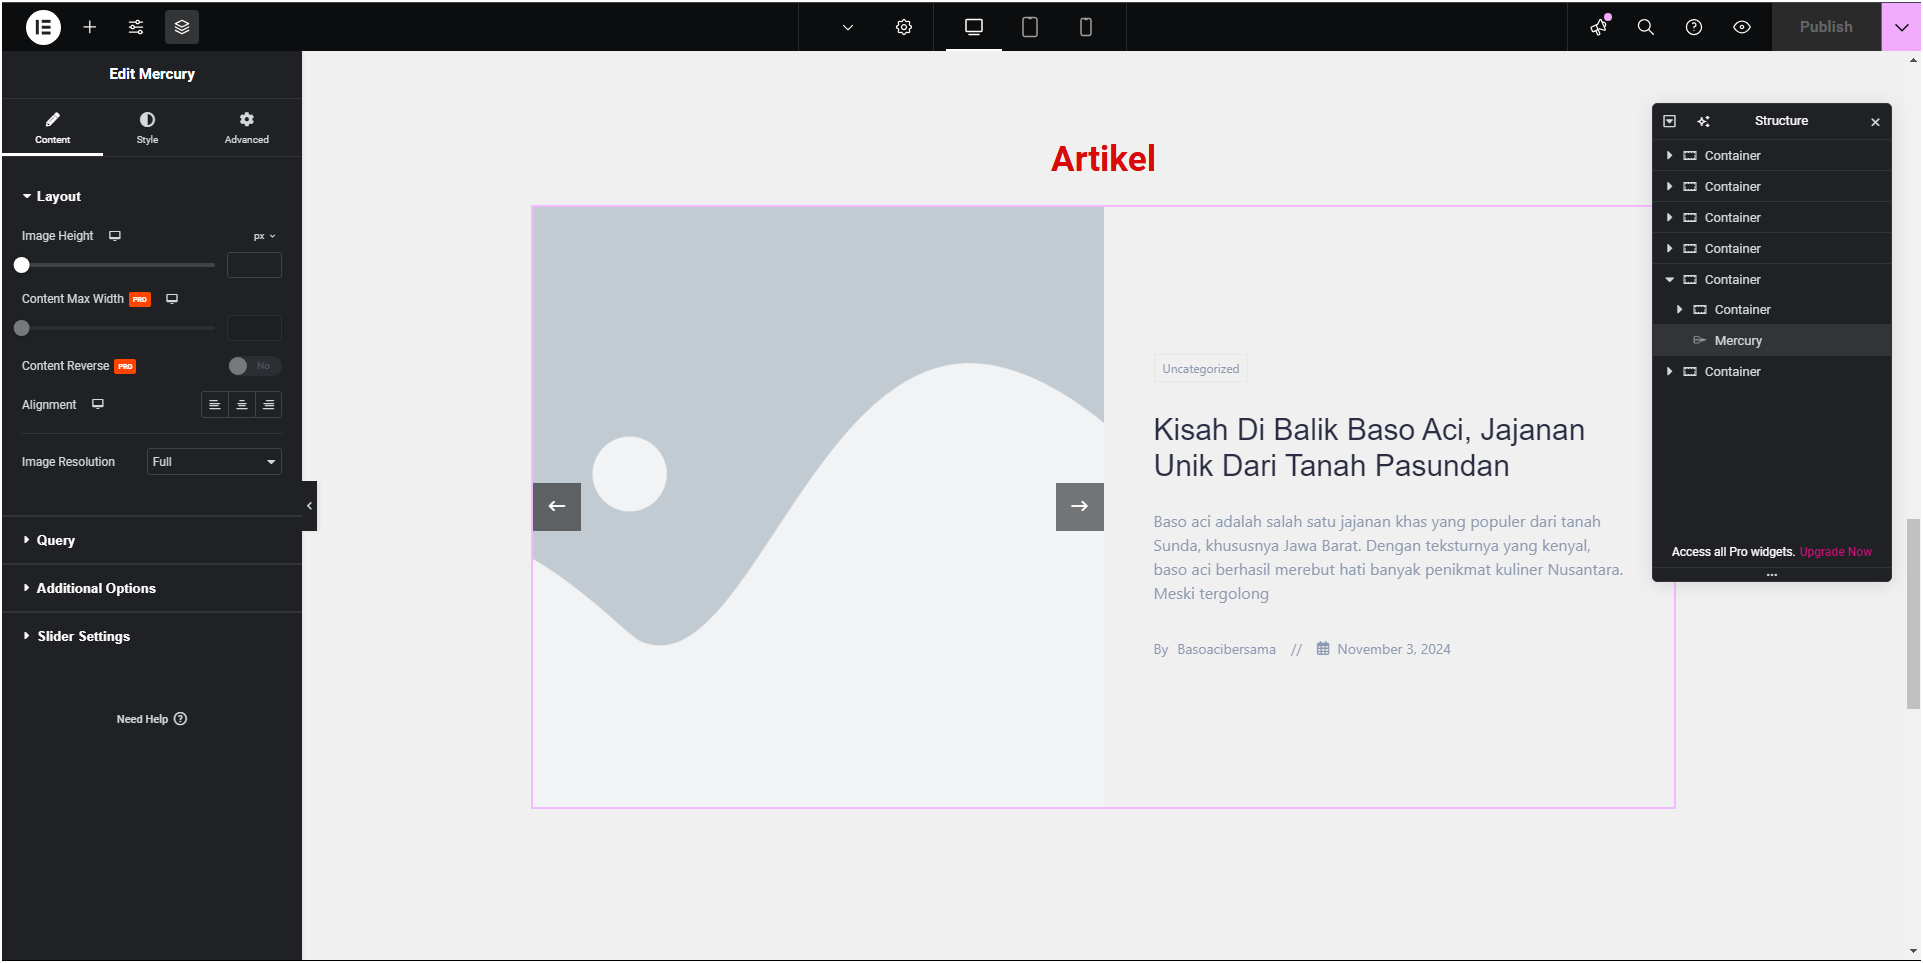 Publish
Edit Mercury
Content
Style
Advanced
Layout
Image Height
px
Content Max Width PRO
Content Reverse PRO
No
Alignment
Image Resolution
Full
Query
Additional Options
Slider Settings
Need Help
Artikel
Uncategorized
Kisah Di Balik Baso Aci, Jajanan
Unik Dari Tanah Pasundan
Baso aci adalah salah satu jajanan khas yang populer dari tanah
Sunda, khususnya Jawa Barat. Dengan teksturnya yang kenyal,
baso aci berhasil merebut hati banyak penikmat kuliner Nusantara.
Meski tergolong
By Basoacibersama // November 3, 2024
Structure
Container
Container
Container
Container
Container
Container
Mercury
Container
Access all Pro widgets. Upgrade Now